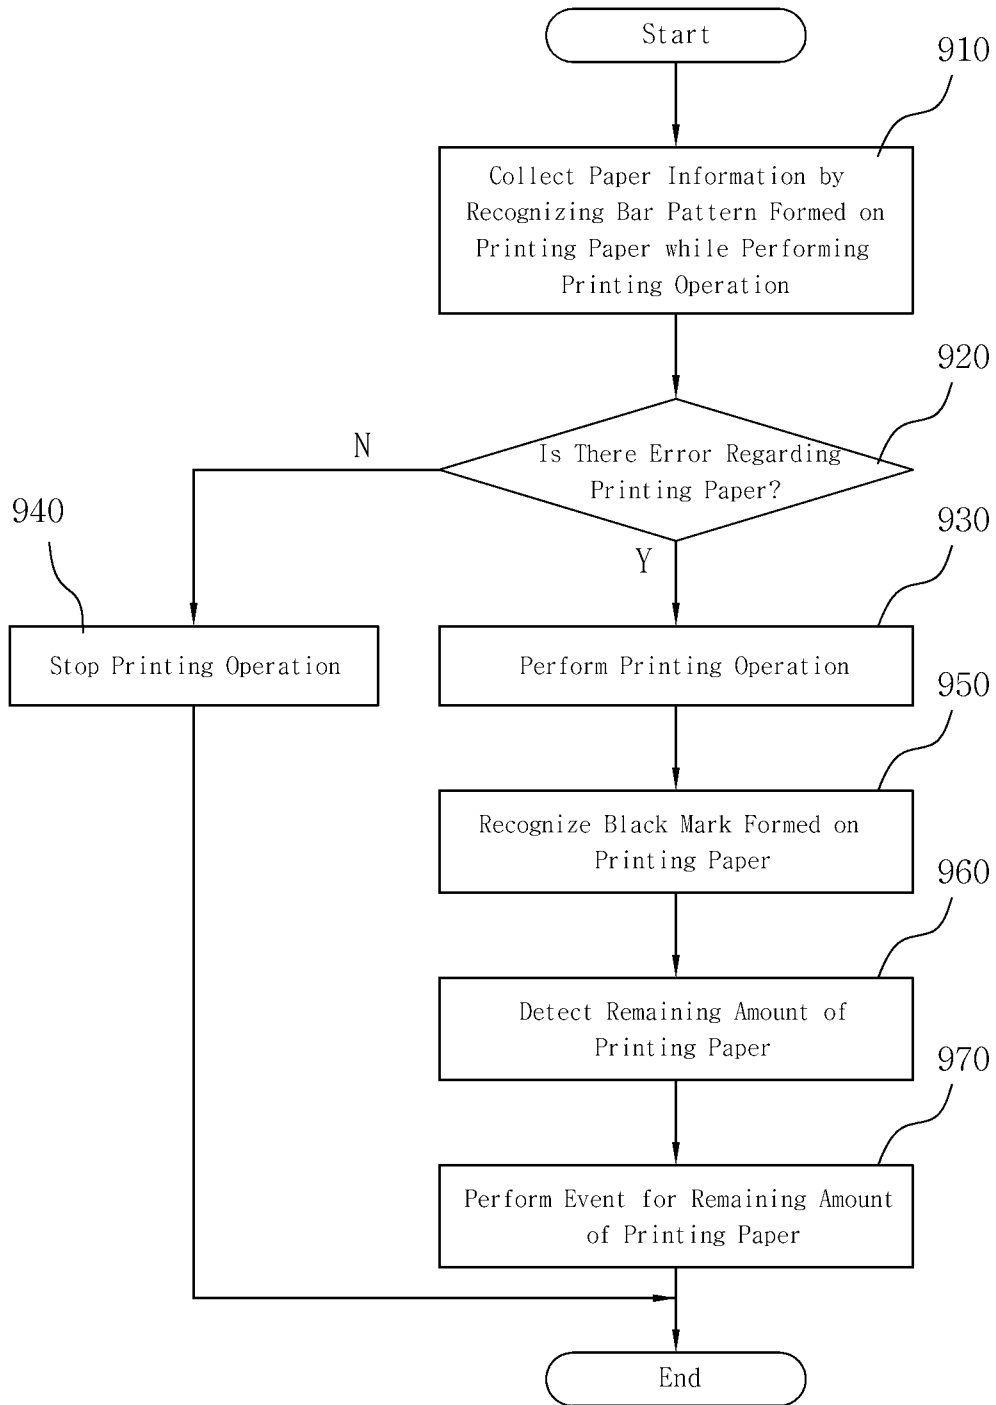 Start
910
Collect Paper Information by
Recognizing Bar Pattern Formed on
Printing Paper while Performing
Printing Operation
920
N
Is There Error Regarding
Printing Paper?
940
930
Y
Stop Printing Operation
Perform Printing Operation
950
Recognize Black Mark Formed on
Printing Paper
960
Detect Remaining Amount of
Printing Paper
970
Perform Event for Remaining Amount
of Printing Paper
End